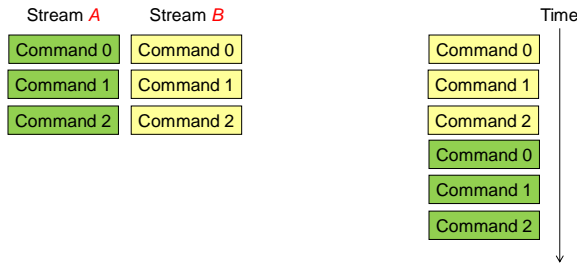 Stream A Stream B Time
Command 0 Command 0 Command 0
Command 1 Command 1 Command 1
Command 2 Command 2 Command 2
Command 0
Command 1
Command 2